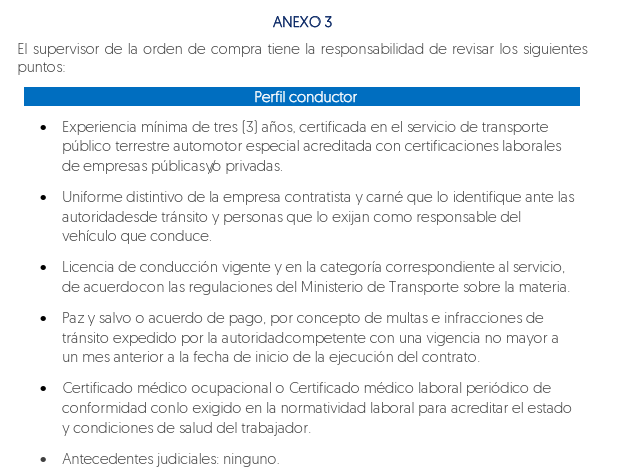 ANEXO 3
El supervisor de la orden de compra tiene la responsabilidad de revisar los siguientes
puntos:
Perfil conductor
• Experiencia mínima de tres (3) años, certificada en el servicio de transporte
público terrestre automotor especial acreditada con certificaciones laborales
de empresas públicasy/o privadas.
• Uniforme distintivo de la empresa contratista y carné que lo identifique ante las
autoridadesde tránsito y personas que lo exijan como responsable del
vehículo que conduce.
• Licencia de conducción vigente y en la categoría correspondiente al servicio,
de acuerdocon las regulaciones del Ministerio de Transporte sobre la materia.
• Paz y salvo o acuerdo de pago, por concepto de multas e infracciones de
tránsito expedido por la autoridadcompetente con una vigencia no mayor a
un mes anterior a la fecha de inicio de la ejecución del contrato.
• Certificado médico ocupacional o Certificado médico laboral periódico de
conformidad conlo exigido en la normatividad laboral para acreditar el estado
y condiciones de salud del trabajador.
• Antecedentes judiciales: ninguno.